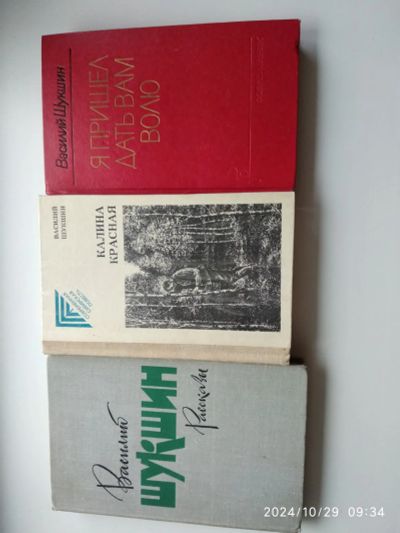 Василий Шукшин
Я ПРИШЕЛ
ДАТЬ ВАМ
ВОЛЮ
ВАСИЛИЙ
ШУКШИН
КАЛИНА
КРАСНАЯ
Василий
ШУКШИН
Рассказы
2024/10/29 09:34